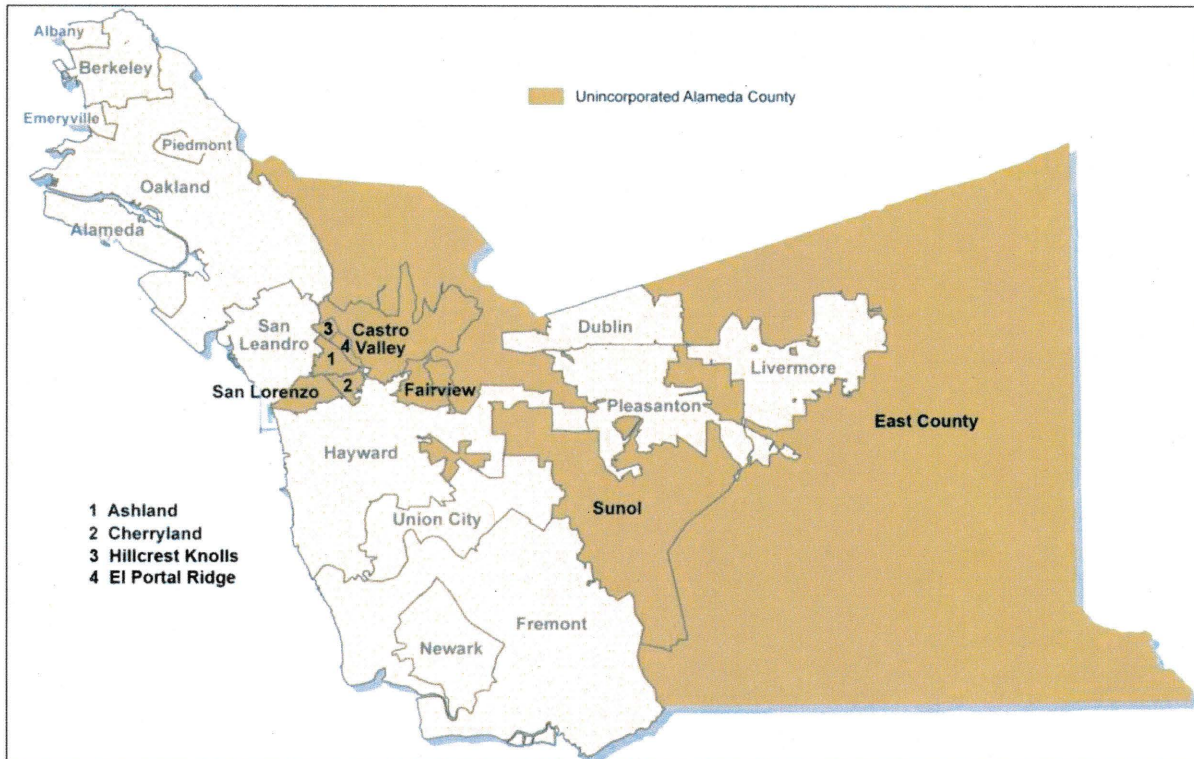 Albany
Berkeley
Unincorporated Alameda County
Emeryville
Piedmont
Oakland
Alameda
San
Leandro
3
Castro
Valley
4
1
Dublin
Livermore
San Lorenzo
2
Fairview
Pleasanton
East County
Hayward
Sunol
Union City
1 Ashland
2 Cherryland
3 Hillcrest Knolls
4 El Portal Ridge
Fremont
Newark